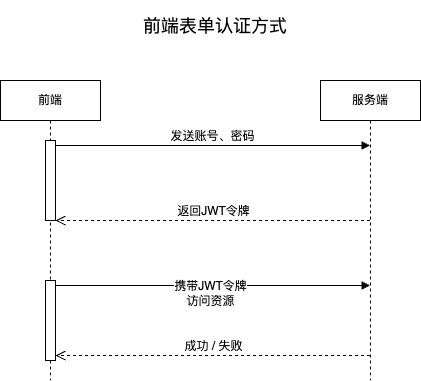 前端表单认证方式
前端
服务端
发送账号、密码
返回JWT令牌
携带JWT令牌
访问资源
成功 / 失败